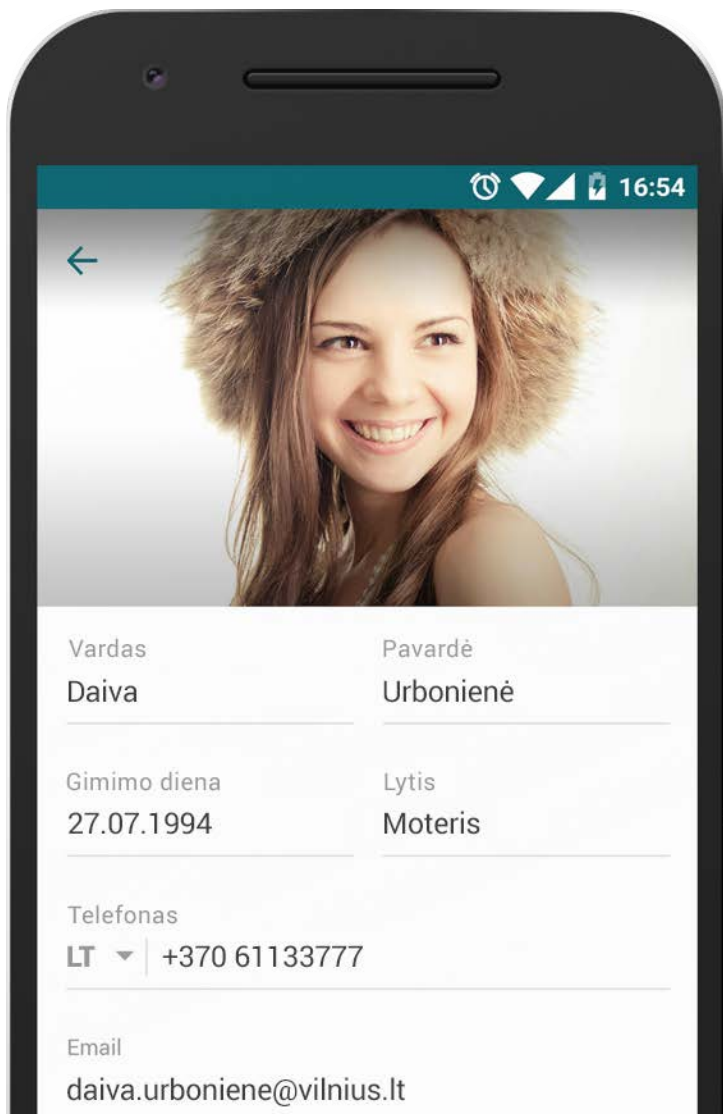 16:54
Vardas Pavardė
Daiva Urbonienė
Gimimo diena Lytis
27.07.1994 Moteris
Telefonas
LT +370 61133777
Email
daiva.urboniene@vilnius.lt